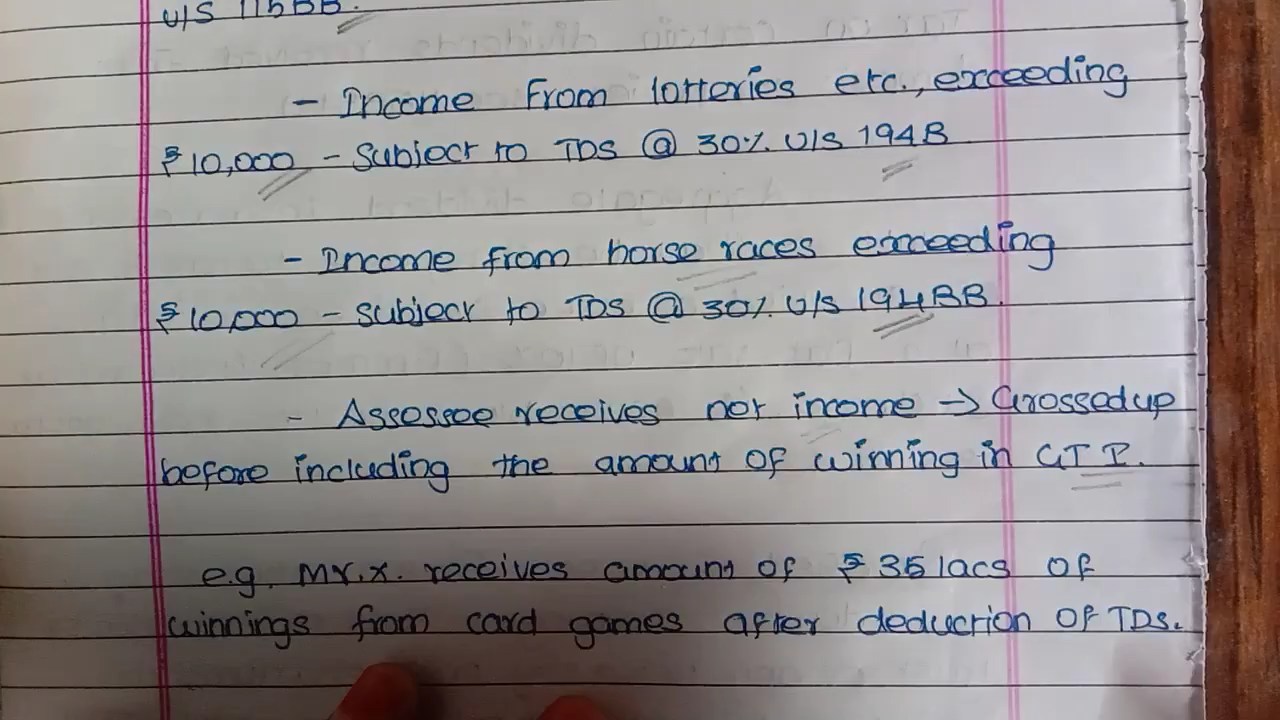 U/S 115BB.
- Income From lotteries etc., exceeding
₹10,000 - Subject to TDS @ 30% U/S 194B
- Income from horse races exceeding
₹10,000 - Subject to TDS @ 30% U/S 194BB.
- Assessee receives net income → Grossed up
before including the amount of winning in GTI.
e.g. Mr. X. receives amount of ₹35 lacs of
winnings from card games after deduction of TDS.